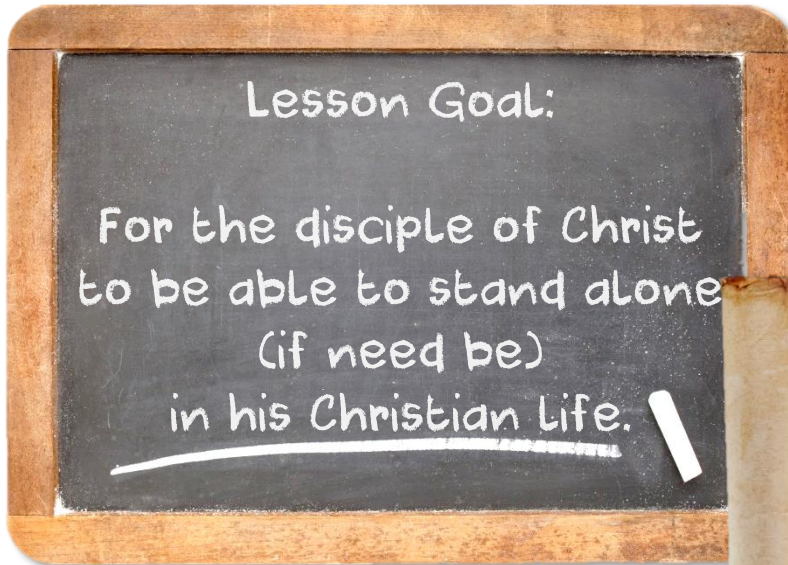 Lesson Goal:
For the disciple of Christ
to be able to stand alone
(if need be)
in his Christian life.